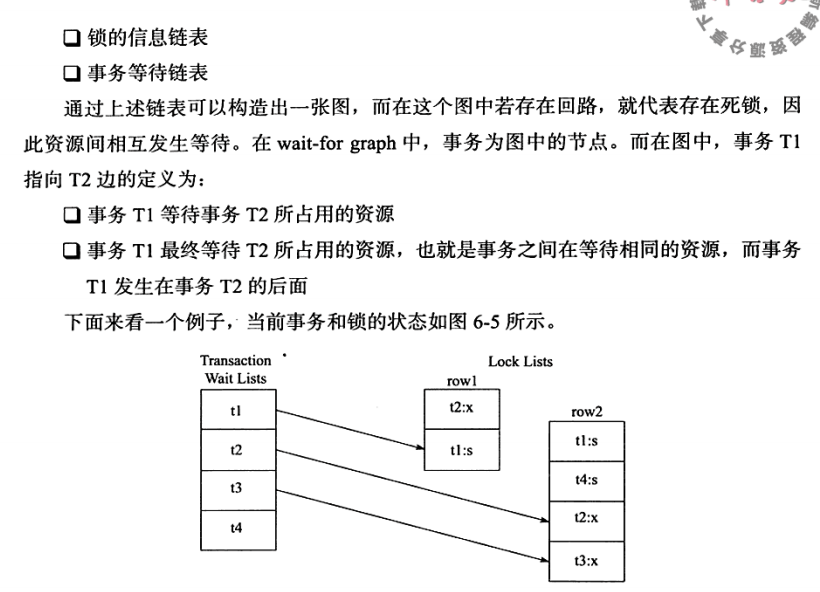 锁的信息链表
事务等待链表
通过上述链表可以构造出一张图，而在这个图中若存在回路，就代表存在死锁，因
此资源间相互发生等待。在 wait-for graph 中，事务为图中的节点。而在图中，事务 T1
指向 T2 边的定义为：
事务 T1 等待事务 T2 所占用的资源
事务 T1 最终等待 T2 所占用的资源，也就是事务之间在等待相同的资源，而事务
T1 发生在事务 T2 的后面
下面来看一个例子，当前事务和锁的状态如图 6-5 所示。
Transaction
Wait Lists
t1
t2
t3
t4
Lock Lists
row1
t2:x
t1:s
row2
t1:s
t4:s
t2:x
t3:x